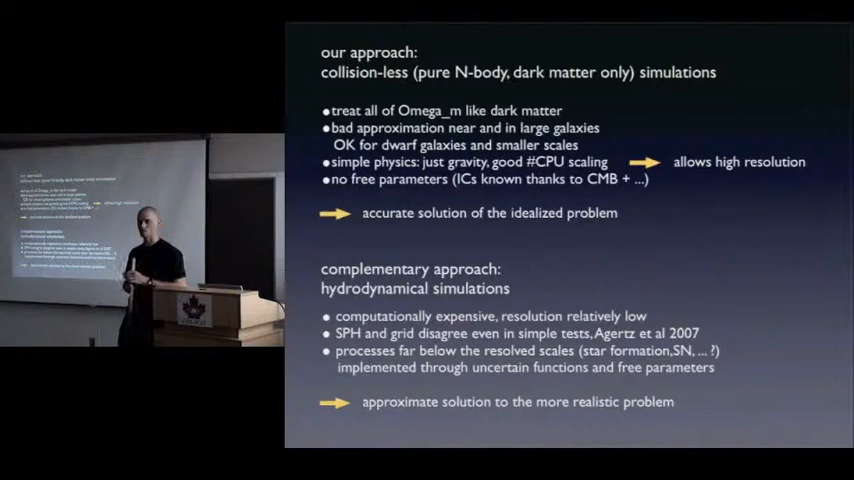 our approach:
collision-less (pure N-body, dark matter only) simulations
●treat all of Omega_m like dark matter
●bad approximation near and in large galaxies
OK for dwarf galaxies and smaller scales
●simple physics: just gravity, good #CPU scaling allows high resolution
●no free parameters (ICs known thanks to CMB + ...)
accurate solution of the idealized problem
complementary approach:
hydrodynamical simulations
● computationally expensive, resolution relatively low
● SPH and grid disagree even in simple tests, Agertz et al 2007
● processes far below the resolved scales (star formation,SN, ... ?)
implemented through uncertain functions and free parameters
approximate solution to the more realistic problem